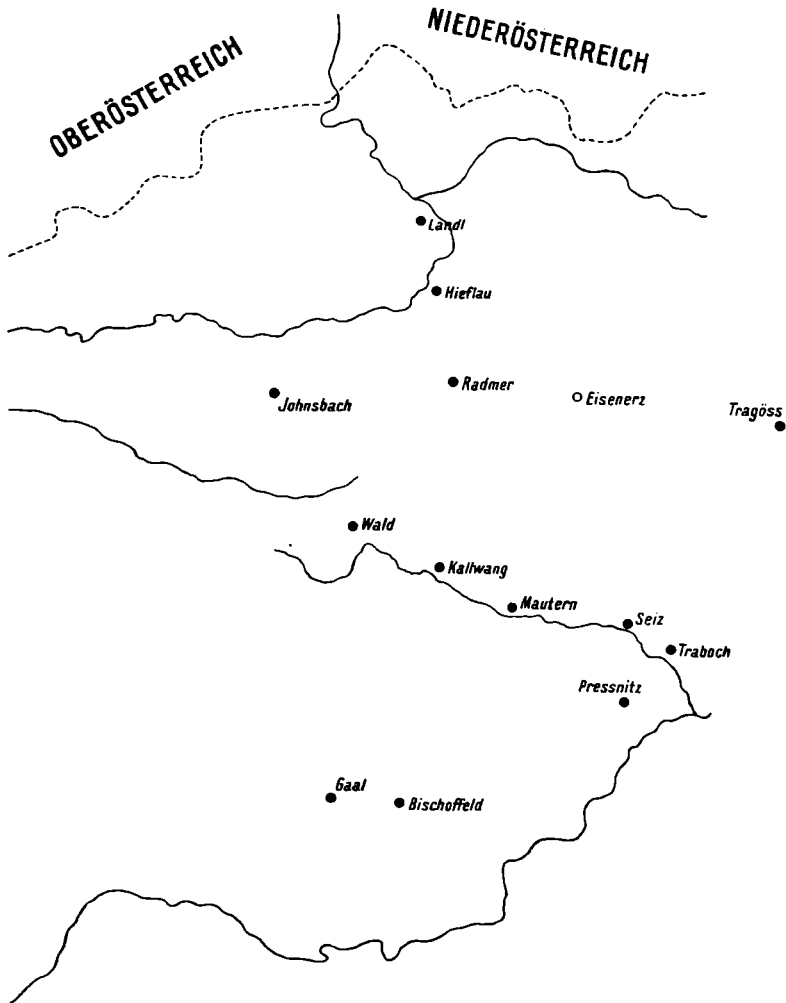 OBERÖSTERREICH
NIEDERÖSTERREICH
Landl
Hieflau
Radmer
Eisenerz
Johnsbach
Tragöss
Wald
Kallwang
Mautern
Seiz
Traboch
Pressnitz
Gaal
Bischoffeld